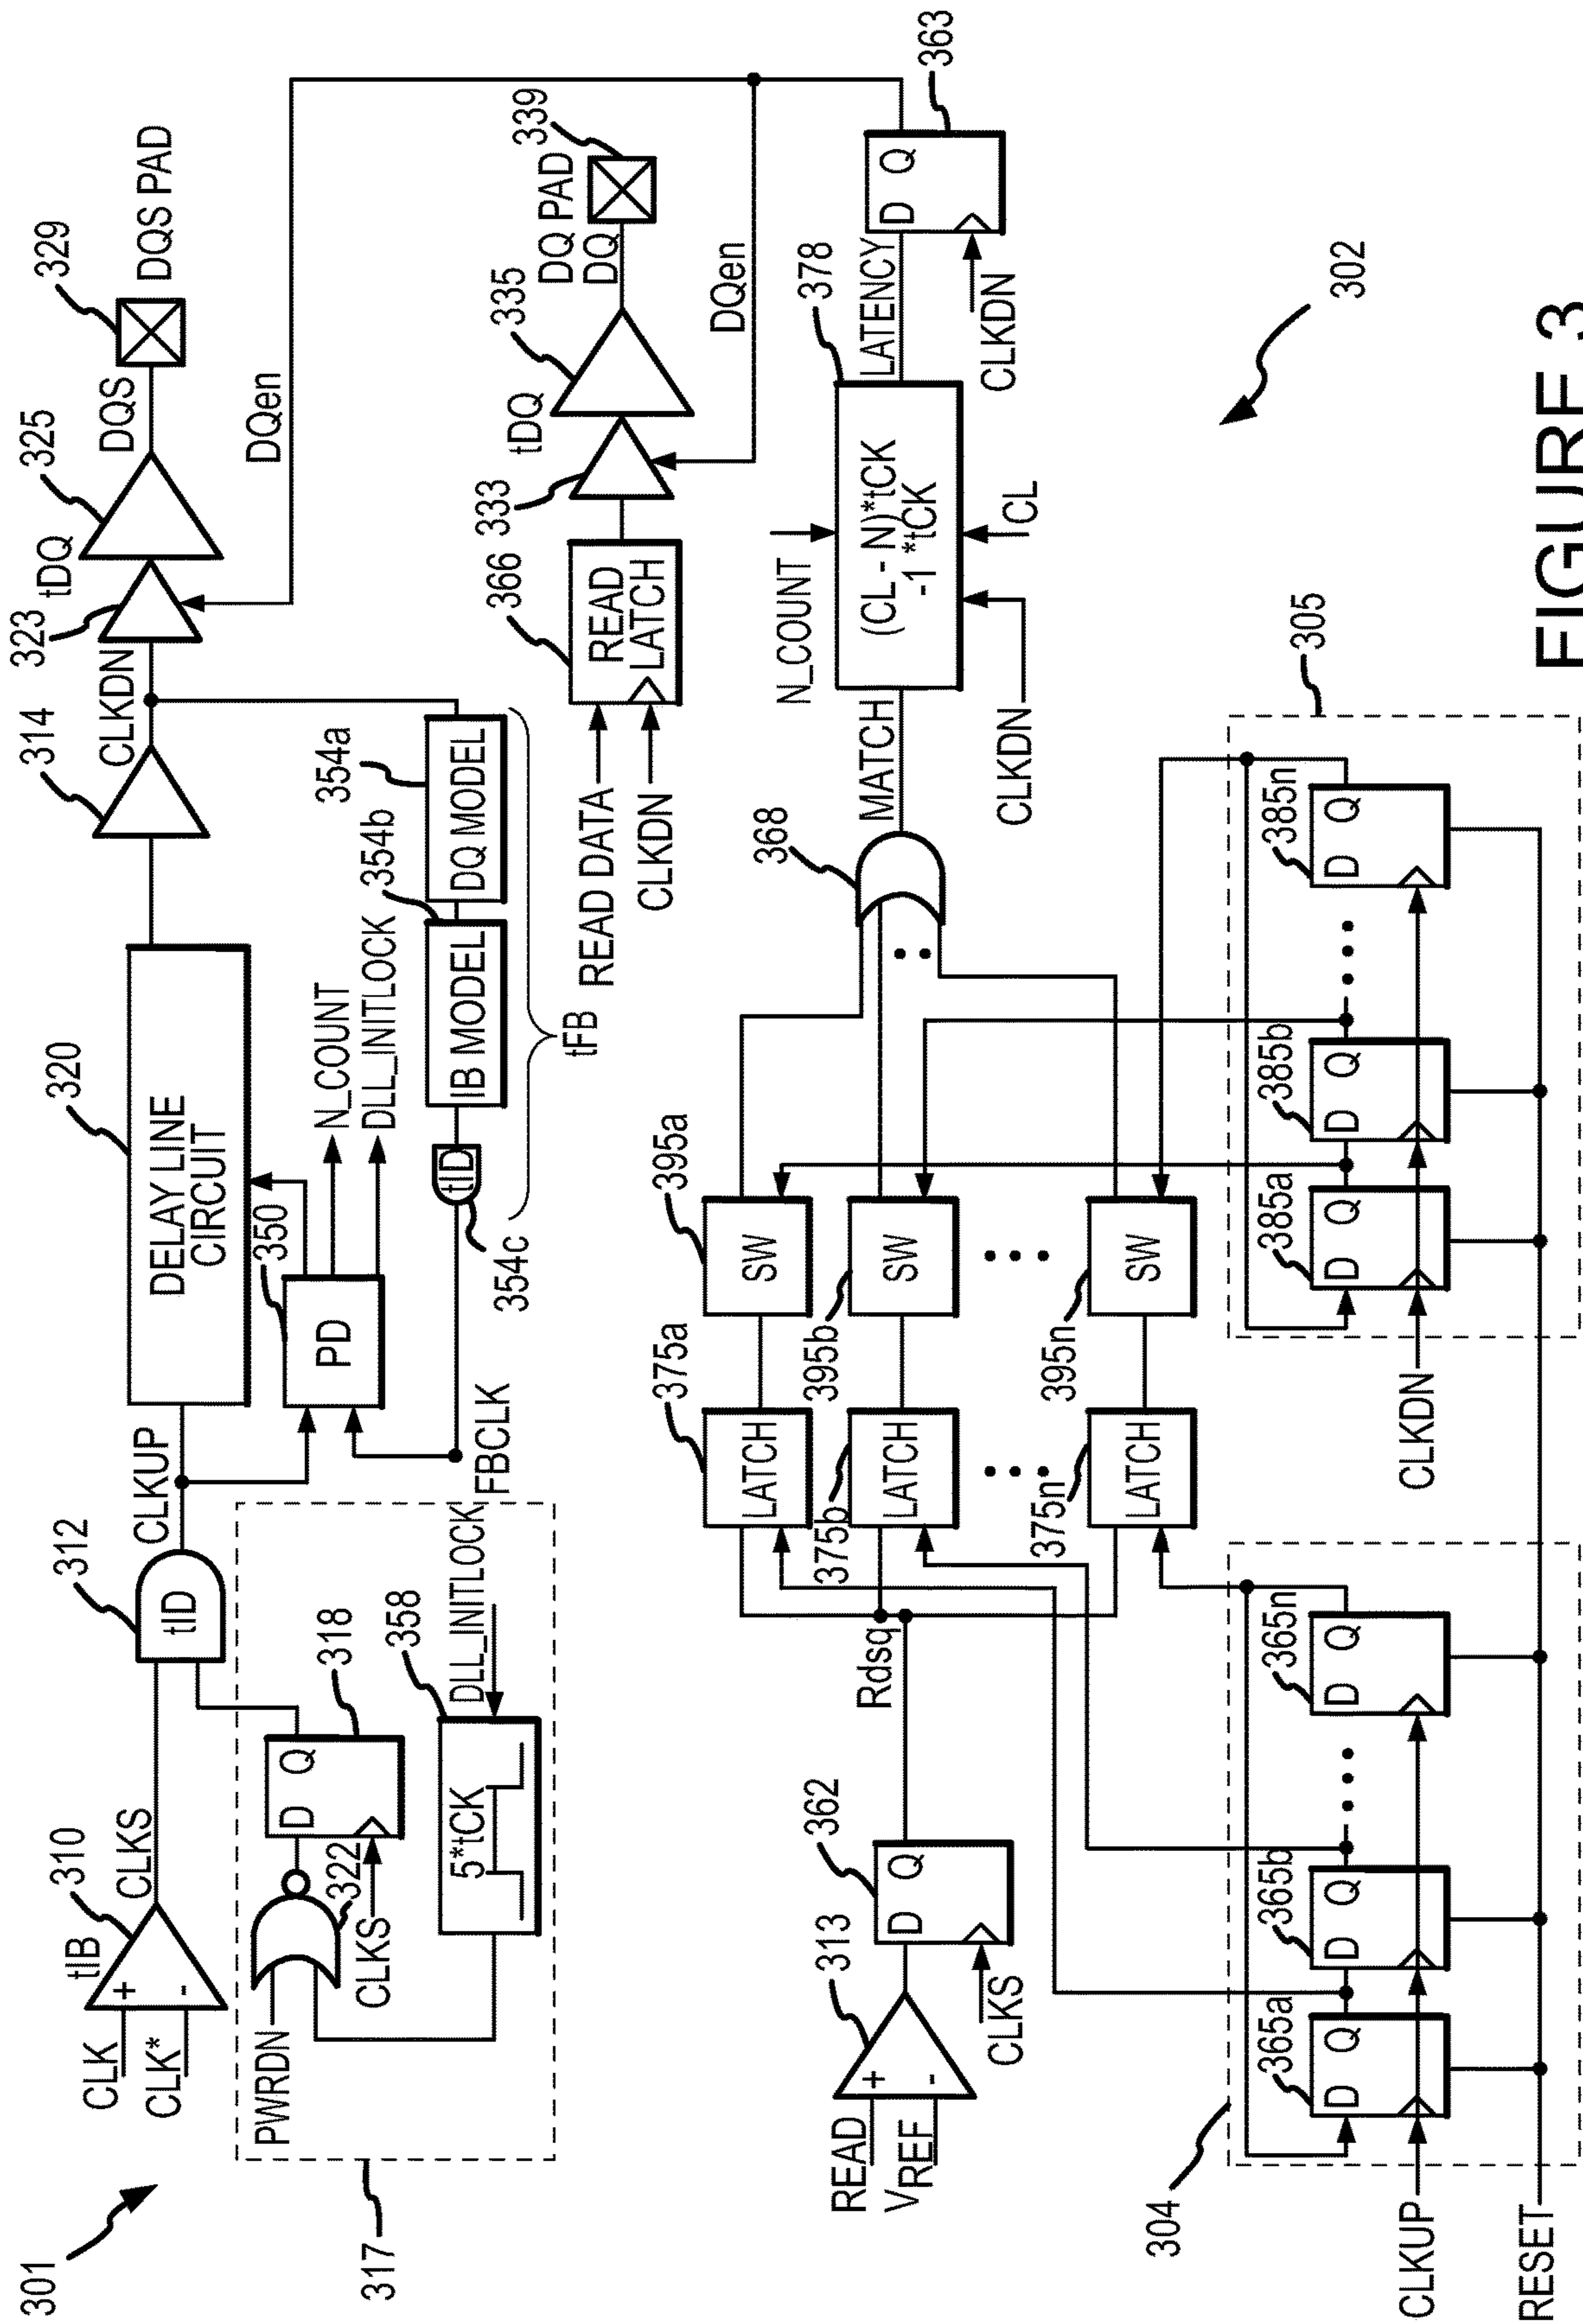 301
CLK
CLK*
tIB
+
-
310
CLKS
tID
312
CLKUP
DELAY LINE
CIRCUIT
320
314
CLKDN
323
tDQ
325
DQS
329
DQS PAD
317
PWRDN
322
CLKS
D Q
318
5*tCK
358
DLL_INITLOCK
FBCLK
PD
350
N_COUNT
DLL_INITLOCK
tID
354c
IB MODEL
354b
DQ MODEL
354a
tFB
DQen
READ DATA
CLKDN
READ
LATCH
366
333
tDQ
335
DQ PAD
DQ
339
DQen
READ
VREF
+
-
313
CLKS
D Q
362
Rdsq
LATCH
375a
LATCH
375b
LATCH
375n
SW
395a
SW
395b
SW
395n
368
MATCH
N_COUNT
(CL - N)*tCK
-1 *tCK
CLKDN
CL
378
LATENCY
CLKDN
D Q
363
302
304
CLKUP
RESET
D Q
365a
D Q
365b
D Q
365n
305
CLKDN
D Q
385a
D Q
385b
D Q
385n
FIGURE 3